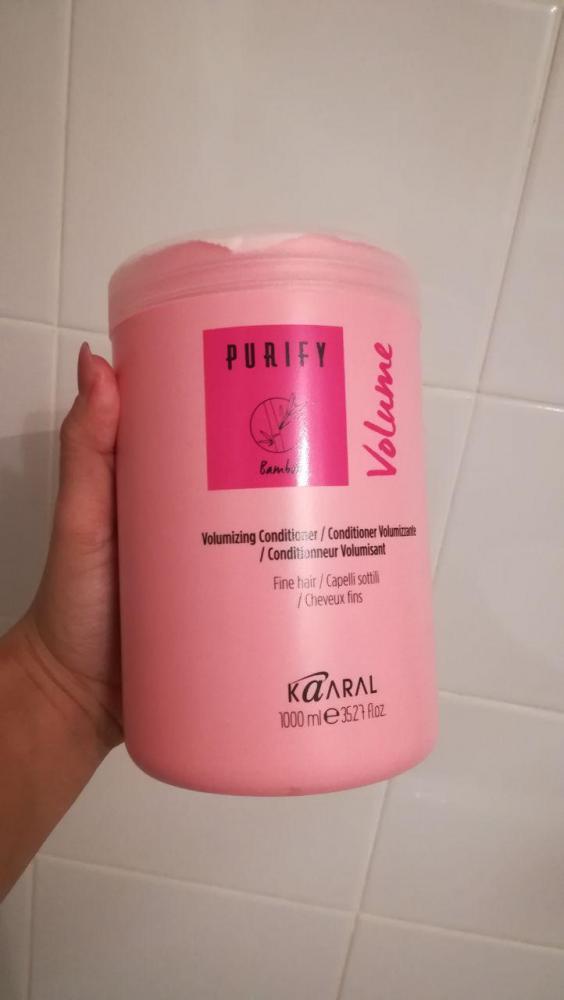 PURIFY
Bamboo
Volume
Volumizing Conditioner / Conditioner Volumizzante
/ Conditionneur Volumisant
Fine hair / Capelli sottili
/ Cheveux fins
KAARAL
1000 ml e 35.27 fl.oz.